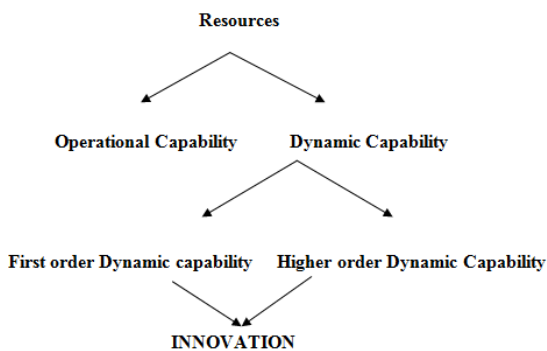 Resources
Operational Capability
Dynamic Capability
First order Dynamic capability
Higher order Dynamic Capability
INNOVATION